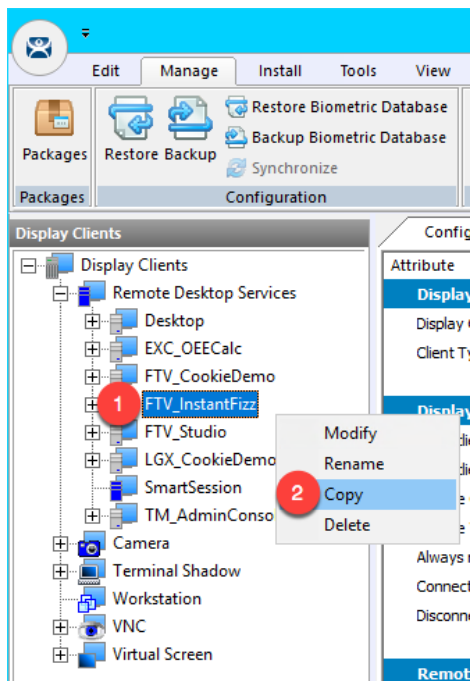 Edit Manage Install Tools View
Restore Biometric Database
Backup Biometric Database
Packages Restore Backup
Synchronize
Packages Configuration
Display Clients
Config
Display Clients
Attribute
Remote Desktop Services
Display
Desktop
Display
EXC_OEECalc
Client Ty
FTV_CookieDemo
1 FTV_InstantFizz
Display
FTV_Studio
Modify
LGX_CookieDemo
Rename
SmartSession
2 Copy
TM_AdminConso
Delete
Camera
Always
Terminal Shadow
Connect
Workstation
Disconne
VNC
Virtual Screen
Remot